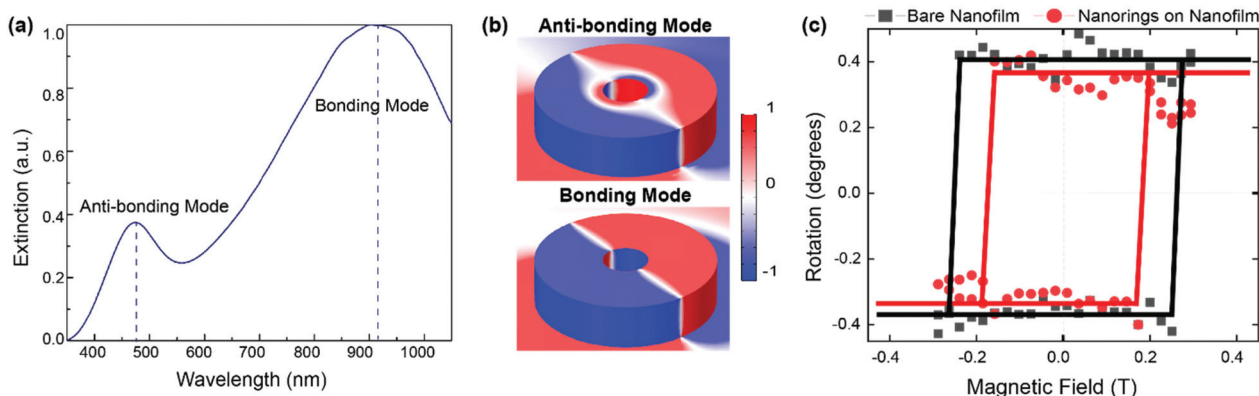 (a)
Extinction (a.u.)
1.0
0.8
0.6
0.4
0.2
0.0
Anti-bonding Mode
Bonding Mode
400 500 600 700 800 900 1000
Wavelength (nm)
(b)
Anti-bonding Mode
Bonding Mode
1
0
-1
(c)
Bare Nanofilm
Nanorings on Nanofilm
Rotation (degrees)
0.4
0.2
0.0
-0.2
-0.4
-0.4 -0.2 0.0 0.2 0.4
Magnetic Field (T)